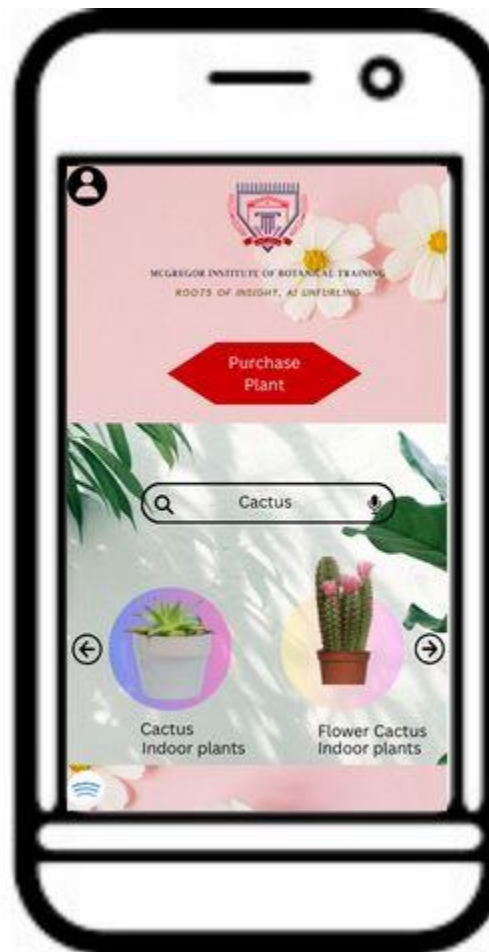 MCGREGOR INSTITUTE OF BOTANICAL TRAINING
ROOTS OF INSIGHT, AI UNFURLING
Purchase
Plant
Cactus
Cactus
Indoor plants
Flower Cactus
Indoor plants